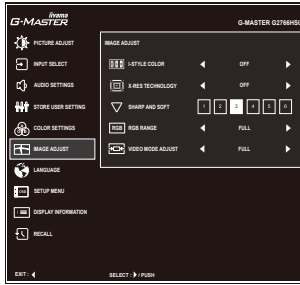 iiyama
G-MASTER
G-MASTER G2766HSU
PICTURE ADJUST
INPUT SELECT
AUDIO SETTINGS
STORE USER SETTING
COLOR SETTINGS
IMAGE ADJUST
LANGUAGE
OSD SETUP MENU
DISPLAY INFORMATION
RECALL
IMAGE ADJUST
I-STYLE COLOR OFF
X-RES TECHNOLOGY OFF
SHARP AND SOFT 1 2 3 4 5 6
RGB RGB RANGE FULL
VIDEO MODE ADJUST FULL
EXIT :
SELECT : / PUSH